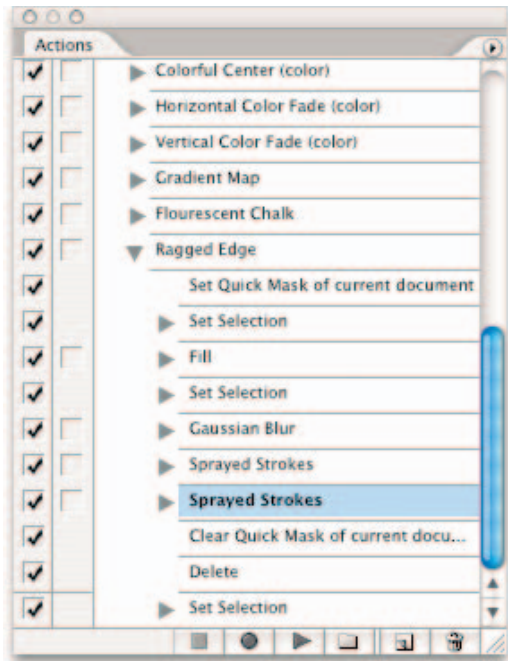 Actions
Colorful Center (color)
Horizontal Color Fade (color)
Vertical Color Fade (color)
Gradient Map
Flourescent Chalk
Ragged Edge
Set Quick Mask of current document
Set Selection
Fill
Set Selection
Gaussian Blur
Sprayed Strokes
Sprayed Strokes
Clear Quick Mask of current docu...
Delete
Set Selection